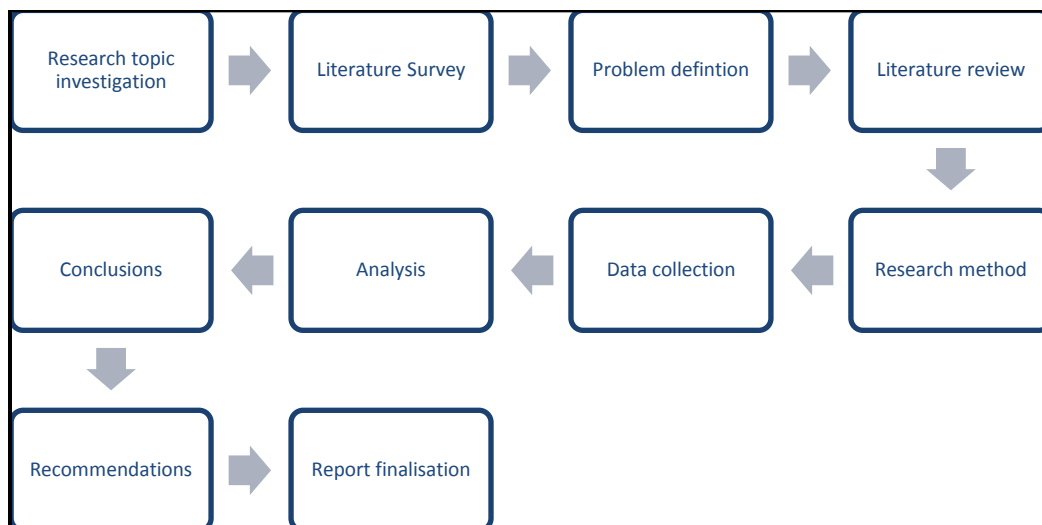 Research topic
investigation
Literature Survey
Problem defintion
Literature review
Research method
Data collection
Analysis
Conclusions
Recommendations
Report finalisation